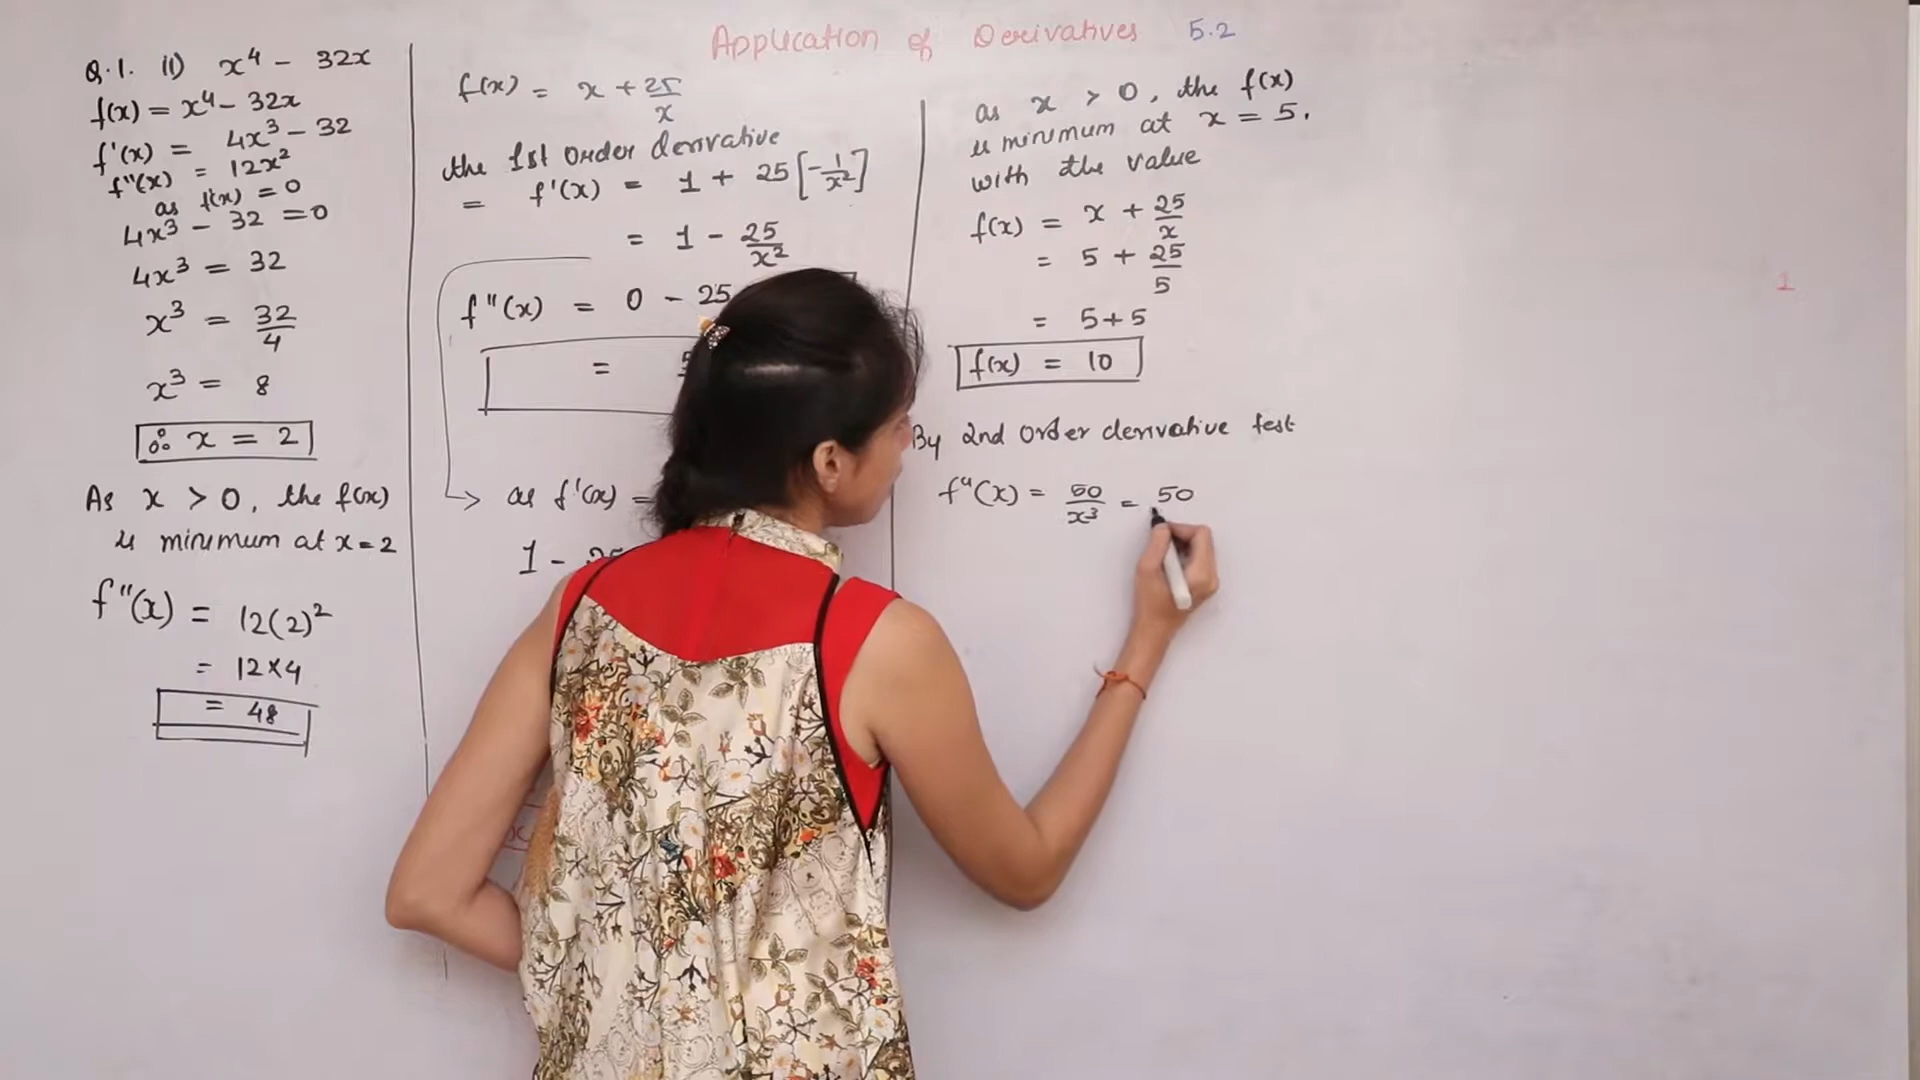 Application of Derivatives 5.2
Q.1. ii) x⁴ - 32x
f(x) = x⁴ - 32x
f'(x) = 4x³ - 32
f"(x) = 12x²
as f'(x) = 0
4x³ - 32 = 0
4x³ = 32
x³ = 32/4
x³ = 8
∴ x = 2
As x > 0, the f(x)
is minimum at x = 2
f"(x) = 12(2)²
= 12×4
= 48
f(x) = x + 25/x
the 1st order derivative
= f'(x) = 1 + 25[-1/x²]
= 1 - 25/x²
f"(x) = 0 - 25
=
as f'(x) =
1 -
as x > 0, the f(x)
is minimum at x = 5.
with the value
f(x) = x + 25/x
= 5 + 25/5
= 5+5
f(x) = 10
By 2nd order derivative test
f"(x) = 50/x³ = 50
1